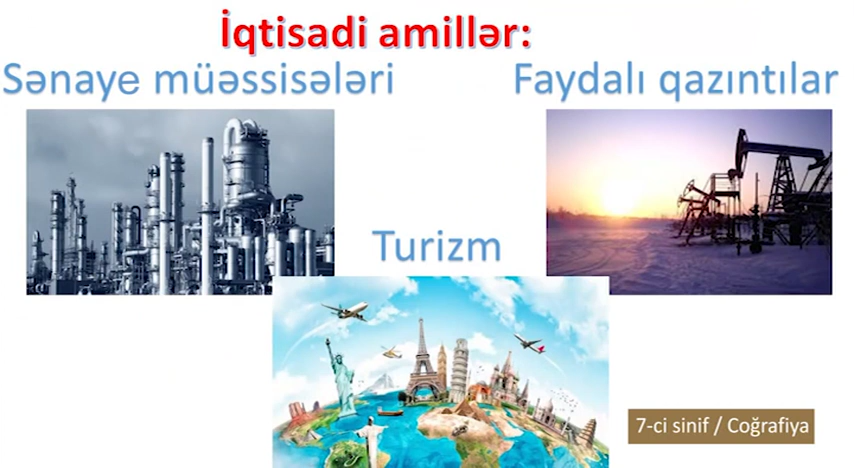 İqtisadi amillər:
Sənaye müəssisələri
Faydalı qazıntılar
Turizm
7-ci sinif / Coğrafiya